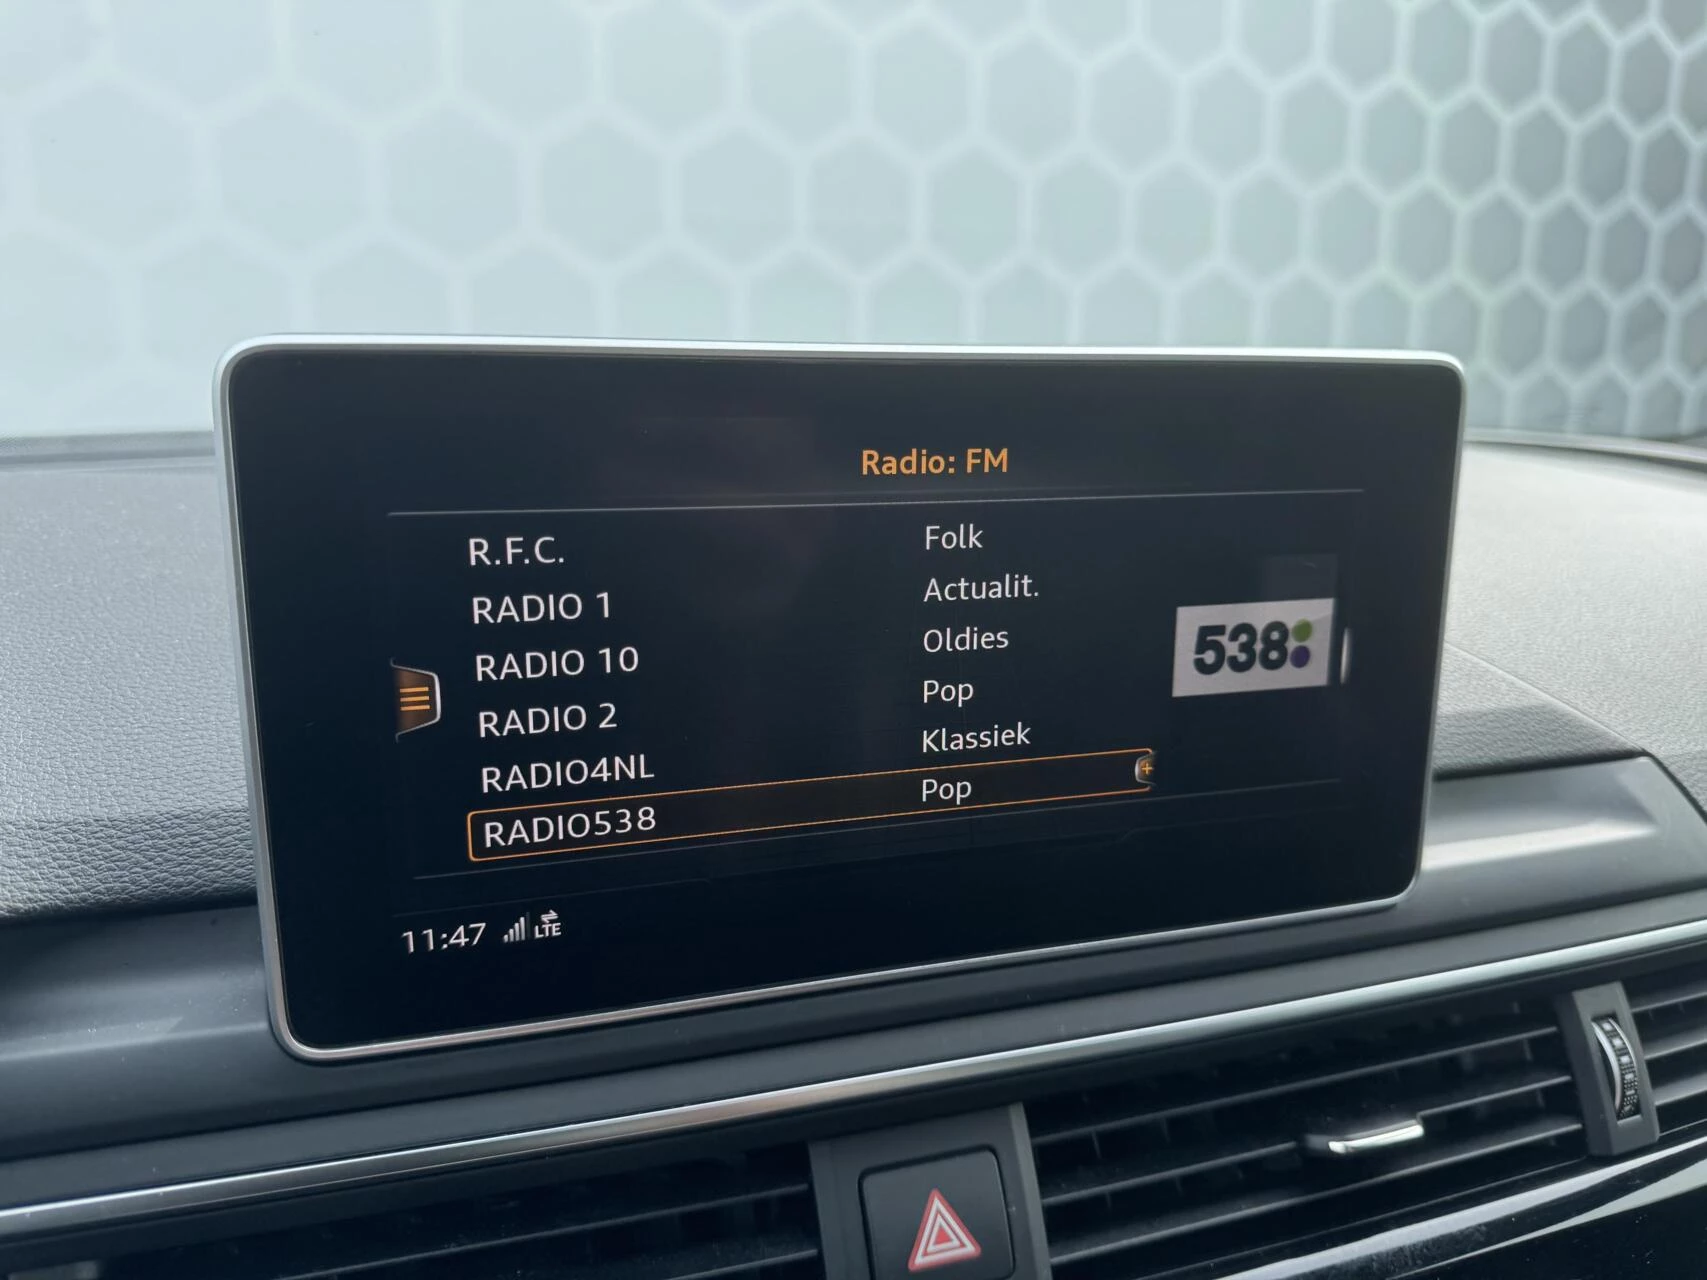 Radio: FM
R.F.C. Folk
RADIO 1 Actualit.
RADIO 10 Oldies
RADIO 2 Pop
RADIO4NL Klassiek
RADIO538 Pop
538
11:47 LTE